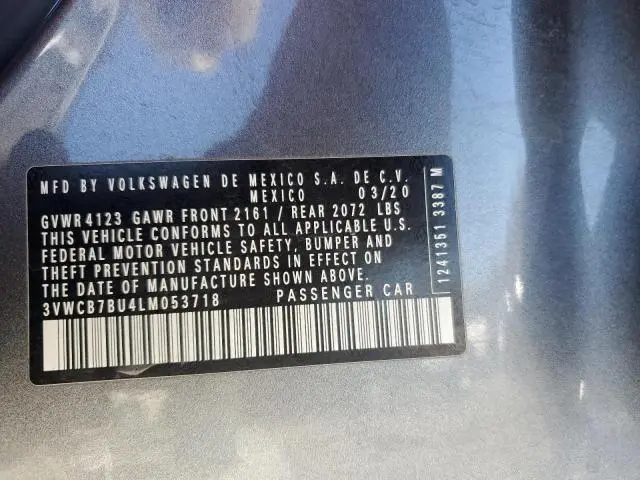 MFD BY VOLKSWAGEN DE MEXICO S.A. DE C.V.
MEXICO 03/20
GVWR 4123 GAWR FRONT 2161 / REAR 2072 LBS
THIS VEHICLE CONFORMS TO ALL APPLICABLE U.S.
FEDERAL MOTOR VEHICLE SAFETY, BUMPER AND
THEFT PREVENTION STANDARDS IN EFFECT ON
THE DATE OF MANUFACTURE SHOWN ABOVE.
3VWCB7BU4LM053718 PASSENGER CAR
1241351 3387 M